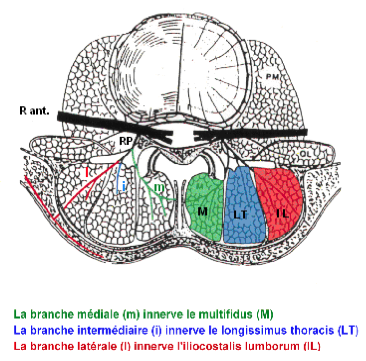 PM
R ant.
RP
QL
l
i
m
M
M
LT
IL
La branche médiale (m) innerve le multifidus (M)
La branche intermédiaire (i) innerve le longissimus thoracis (LT)
La branche latérale (l) innerve l'iliocostalis lumborum (IL)